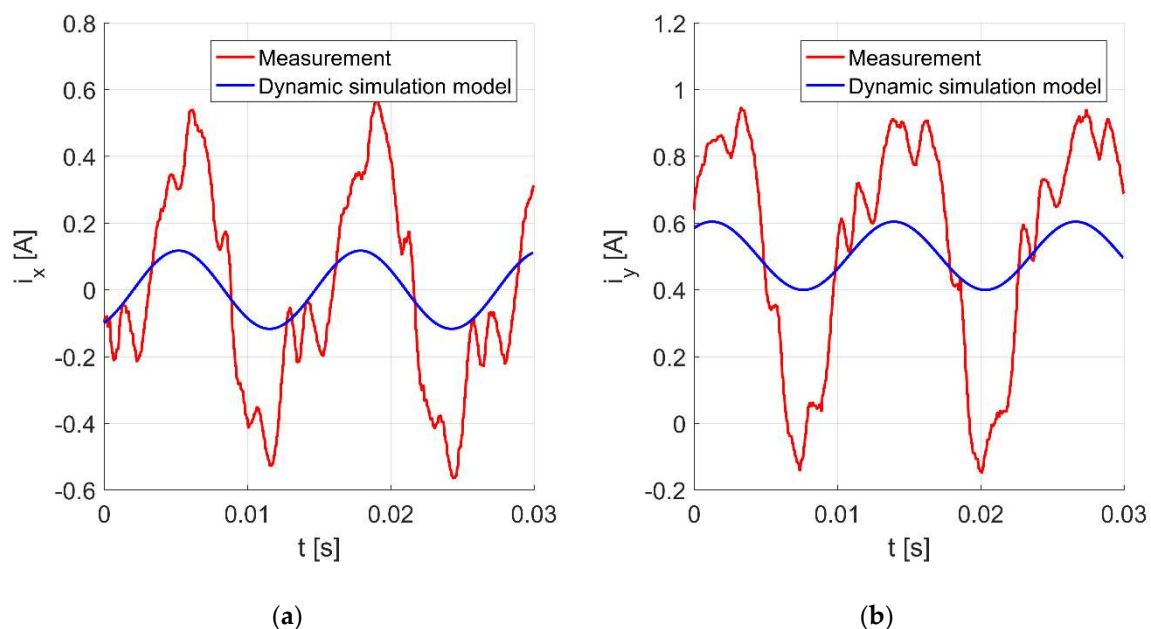 0.8
0.6
0.4
0.2
0
-0.2
-0.4
-0.6
i_x [A]
Measurement
Dynamic simulation model
0 0.01 0.02 0.03
t [s]
(a)
1.2
1
0.8
0.6
0.4
0.2
0
-0.2
i_y [A]
Measurement
Dynamic simulation model
0 0.01 0.02 0.03
t [s]
(b)